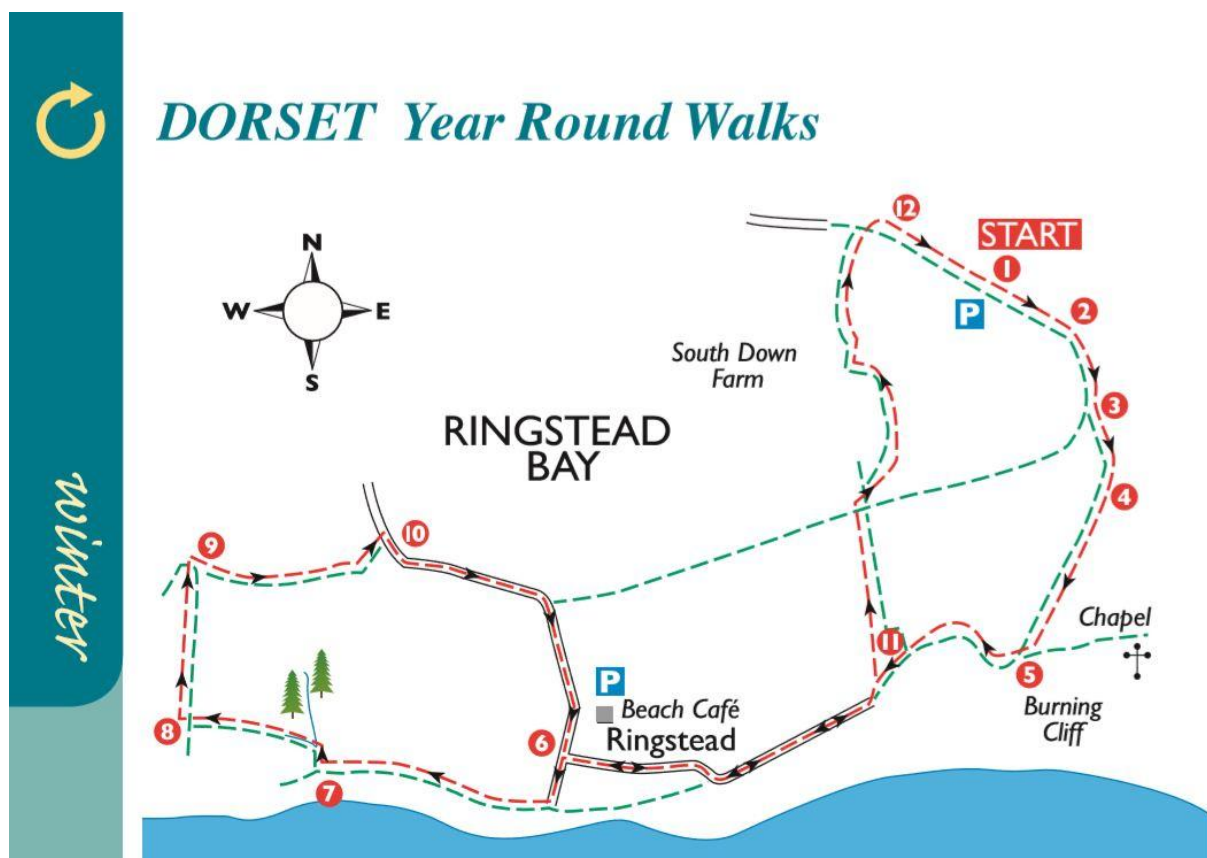 DORSET Year Round Walks
winter
N
W
E
S
12
START
1
P
2
South Down
Farm
3
RINGSTEAD
BAY
4
10
9
Chapel
11
5
P
Beach Café
Burning
Cliff
6
Ringstead
8
7